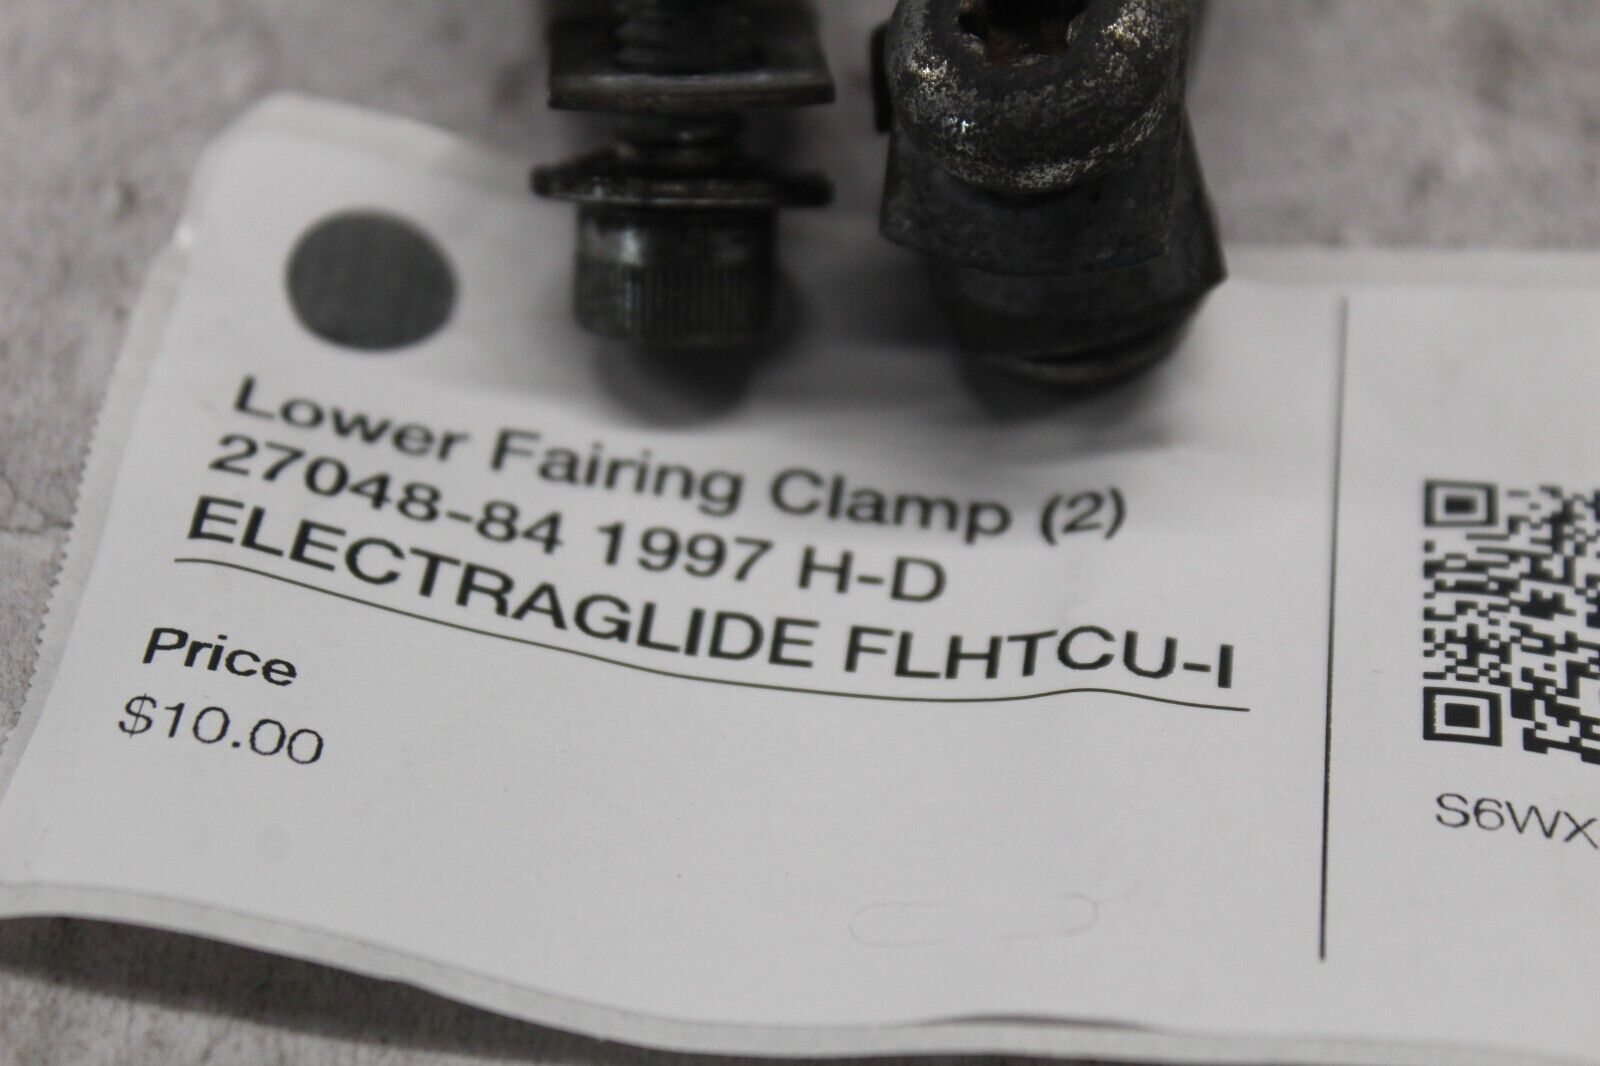 Lower Fairing Clamp (2)
27048-84 1997 H-D
ELECTRAGLIDE FLHTCU-I
Price
$10.00
S6WX